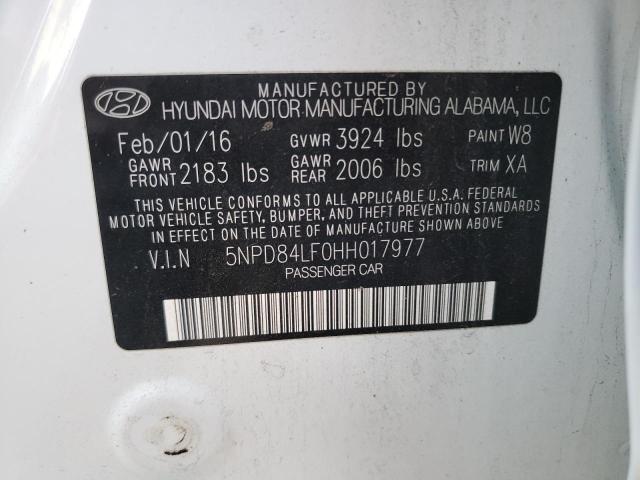 MANUFACTURED BY
HYUNDAI MOTOR MANUFACTURING ALABAMA, LLC
Feb/01/16 GVWR 3924 lbs PAINT W8
GAWR FRONT 2183 lbs GAWR REAR 2006 lbs TRIM XA
THIS VEHICLE CONFORMS TO ALL APPLICABLE U.S.A. FEDERAL
MOTOR VEHICLE SAFETY, BUMPER, AND THEFT PREVENTION
STANDARDS IN EFFECT ON THE DATE OF MANUFACTURE SHOWN ABOVE
V.I.N 5NPD84LF0HH017977
PASSENGER CAR